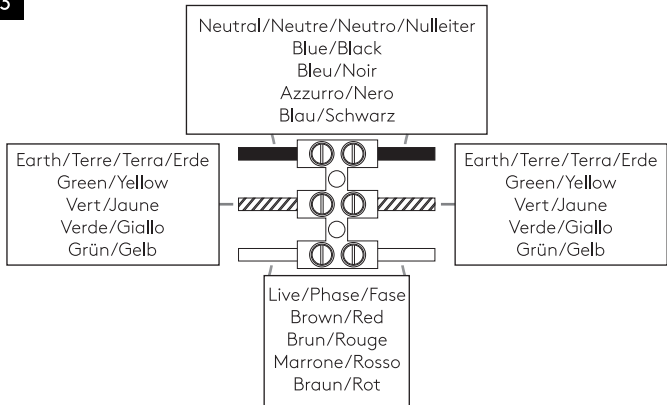 3
Neutral/Neutre/Neutro/Nulleiter
Blue/Black
Bleu/Noir
Azzurro/Nero
Blau/Schwarz
Earth/Terre/Terra/Erde
Green/Yellow
Vert/Jaune
Verde/Giallo
Grün/Gelb
Earth/Terre/Terra/Erde
Green/Yellow
Vert/Jaune
Verde/Giallo
Grün/Gelb
Live/Phase/Fase
Brown/Red
Brun/Rouge
Marrone/Rosso
Braun/Rot